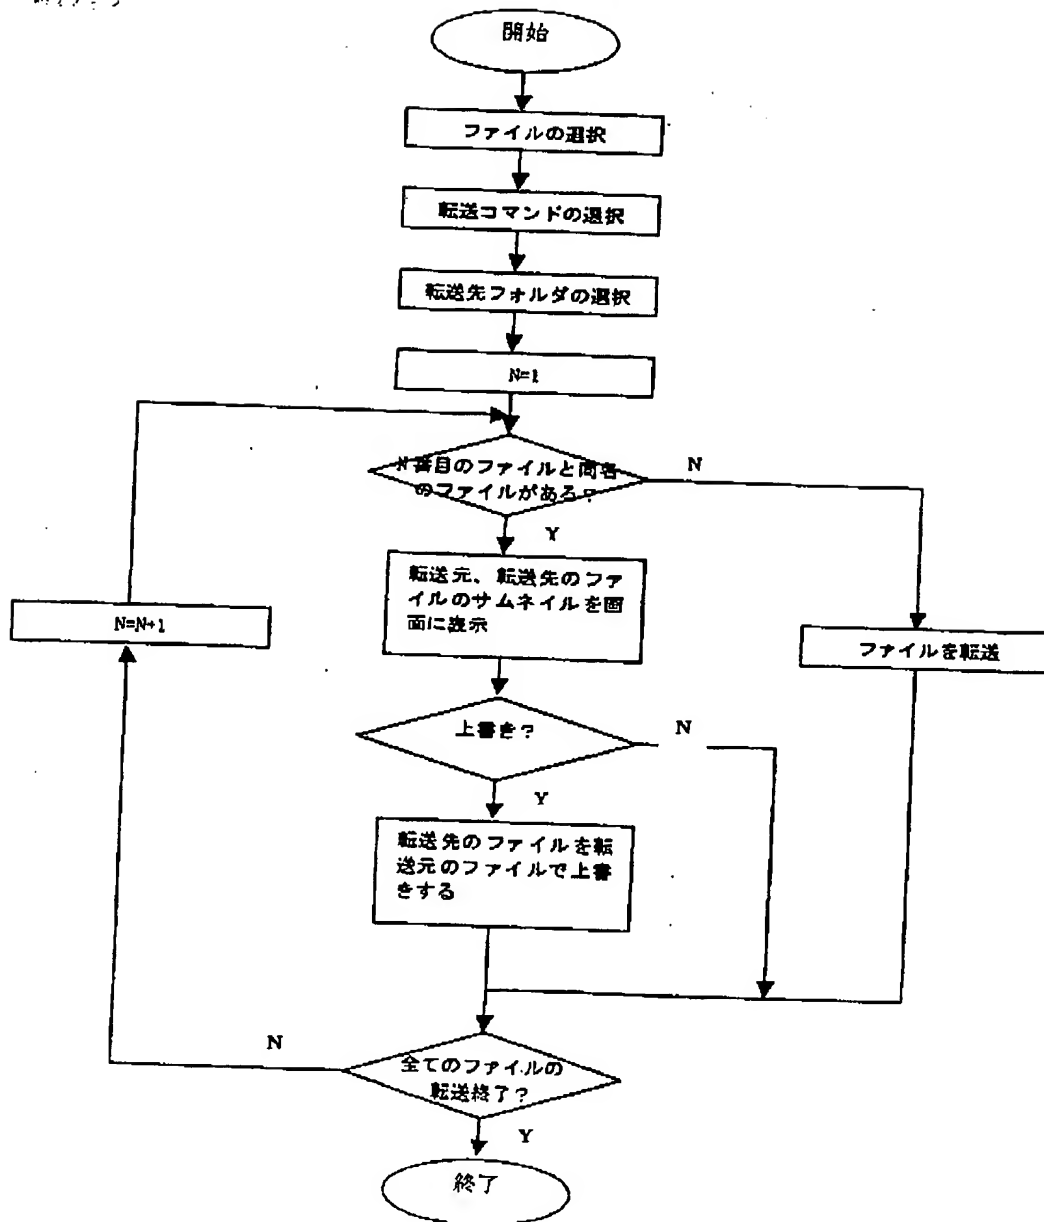 開始
ファイルの選択
転送コマンドの選択
転送先フォルダの選択
N=1
N番目のファイルと同名
のファイルがある?
N
Y
転送元、転送先のファ
イルのサムネイルを画
面に表示
N=N+1
ファイルを転送
上書き?
N
Y
転送先のファイルを転
送元のファイルで上書
きする
N
全てのファイルの
転送終了?
Y
終了